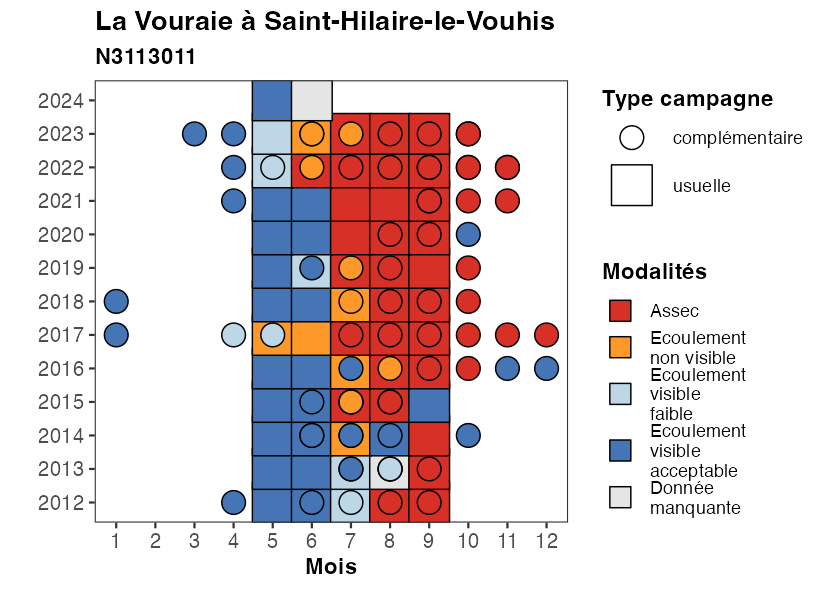 La Vouraie à Saint-Hilaire-le-Vouhis
N3113011
2024
2023
2022
2021
2020
2019
2018
2017
2016
2015
2014
2013
2012
1 2 3 4 5 6 7 8 9 10 11 12
Mois
Type campagne
complémentaire
usuelle
Modalités
Assec
Ecoulement
non visible
Ecoulement
visible
faible
Ecoulement
visible
acceptable
Donnée
manquante